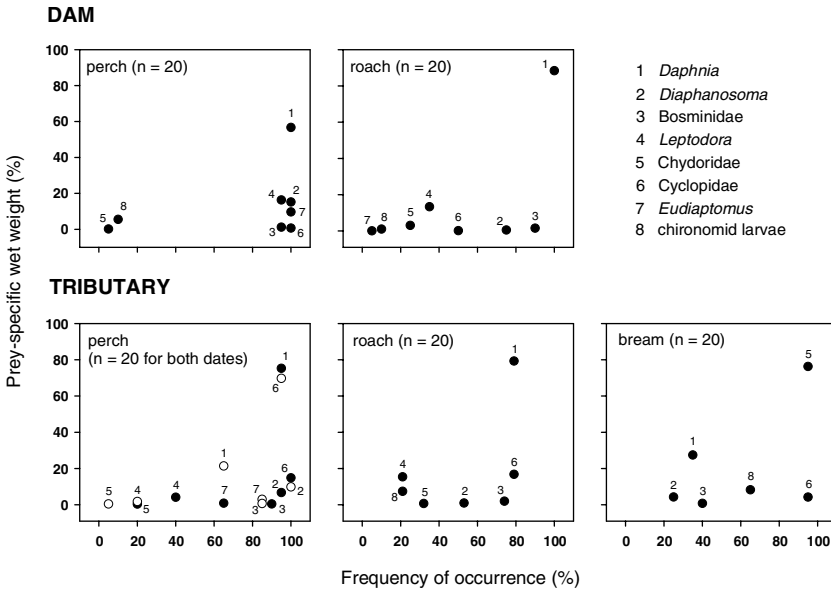 DAM
perch (n = 20)
roach (n = 20)
1 Daphnia
2 Diaphanosoma
3 Bosminidae
4 Leptodora
5 Chydoridae
6 Cyclopidae
7 Eudiaptomus
8 chironomid larvae
100
80
60
40
20
0
1
4
2
7
3
6
5
8
1
7
8
5
4
6
2
3
Prey-specific wet weight (%)
TRIBUTARY
perch
(n = 20 for both dates)
roach (n = 20)
bream (n = 20)
100
80
60
40
20
0
1
6
1
5
4
5
4
7
7
3
2
3
6
2
1
4
8
5
2
3
6
5
1
2
3
8
6
0 20 40 60 80 100
0 20 40 60 80 100
0 20 40 60 80 100
Frequency of occurrence (%)